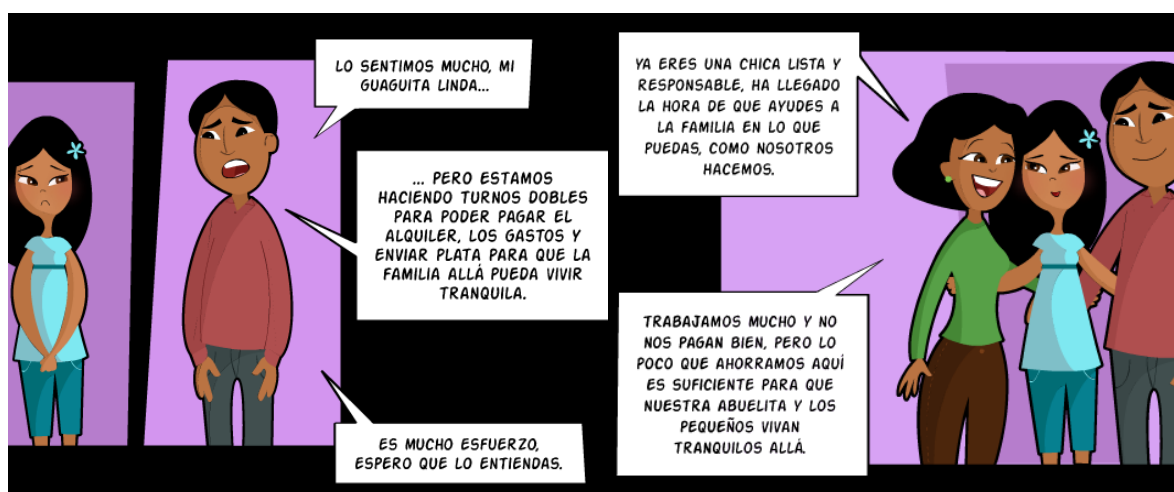 LO SENTIMOS MUCHO, MI
GUAGUITA LINDA...
... PERO ESTAMOS
HACIENDO TURNOS DOBLES
PARA PODER PAGAR EL
ALQUILER, LOS GASTOS Y
ENVIAR PLATA PARA QUE LA
FAMILIA ALLÁ PUEDA VIVIR
TRANQUILA.
ES MUCHO ESFUERZO,
ESPERO QUE LO ENTIENDAS.
YA ERES UNA CHICA LISTA Y
RESPONSABLE, HA LLEGADO
LA HORA DE QUE AYUDES A
LA FAMILIA EN LO QUE
PUEDAS, COMO NOSOTROS
HACEMOS.
TRABAJAMOS MUCHO Y NO
NOS PAGAN BIEN, PERO LO
POCO QUE AHORRAMOS AQUÍ
ES SUFICIENTE PARA QUE
NUESTRA ABUELITA Y LOS
PEQUEÑOS VIVAN
TRANQUILOS ALLÁ.